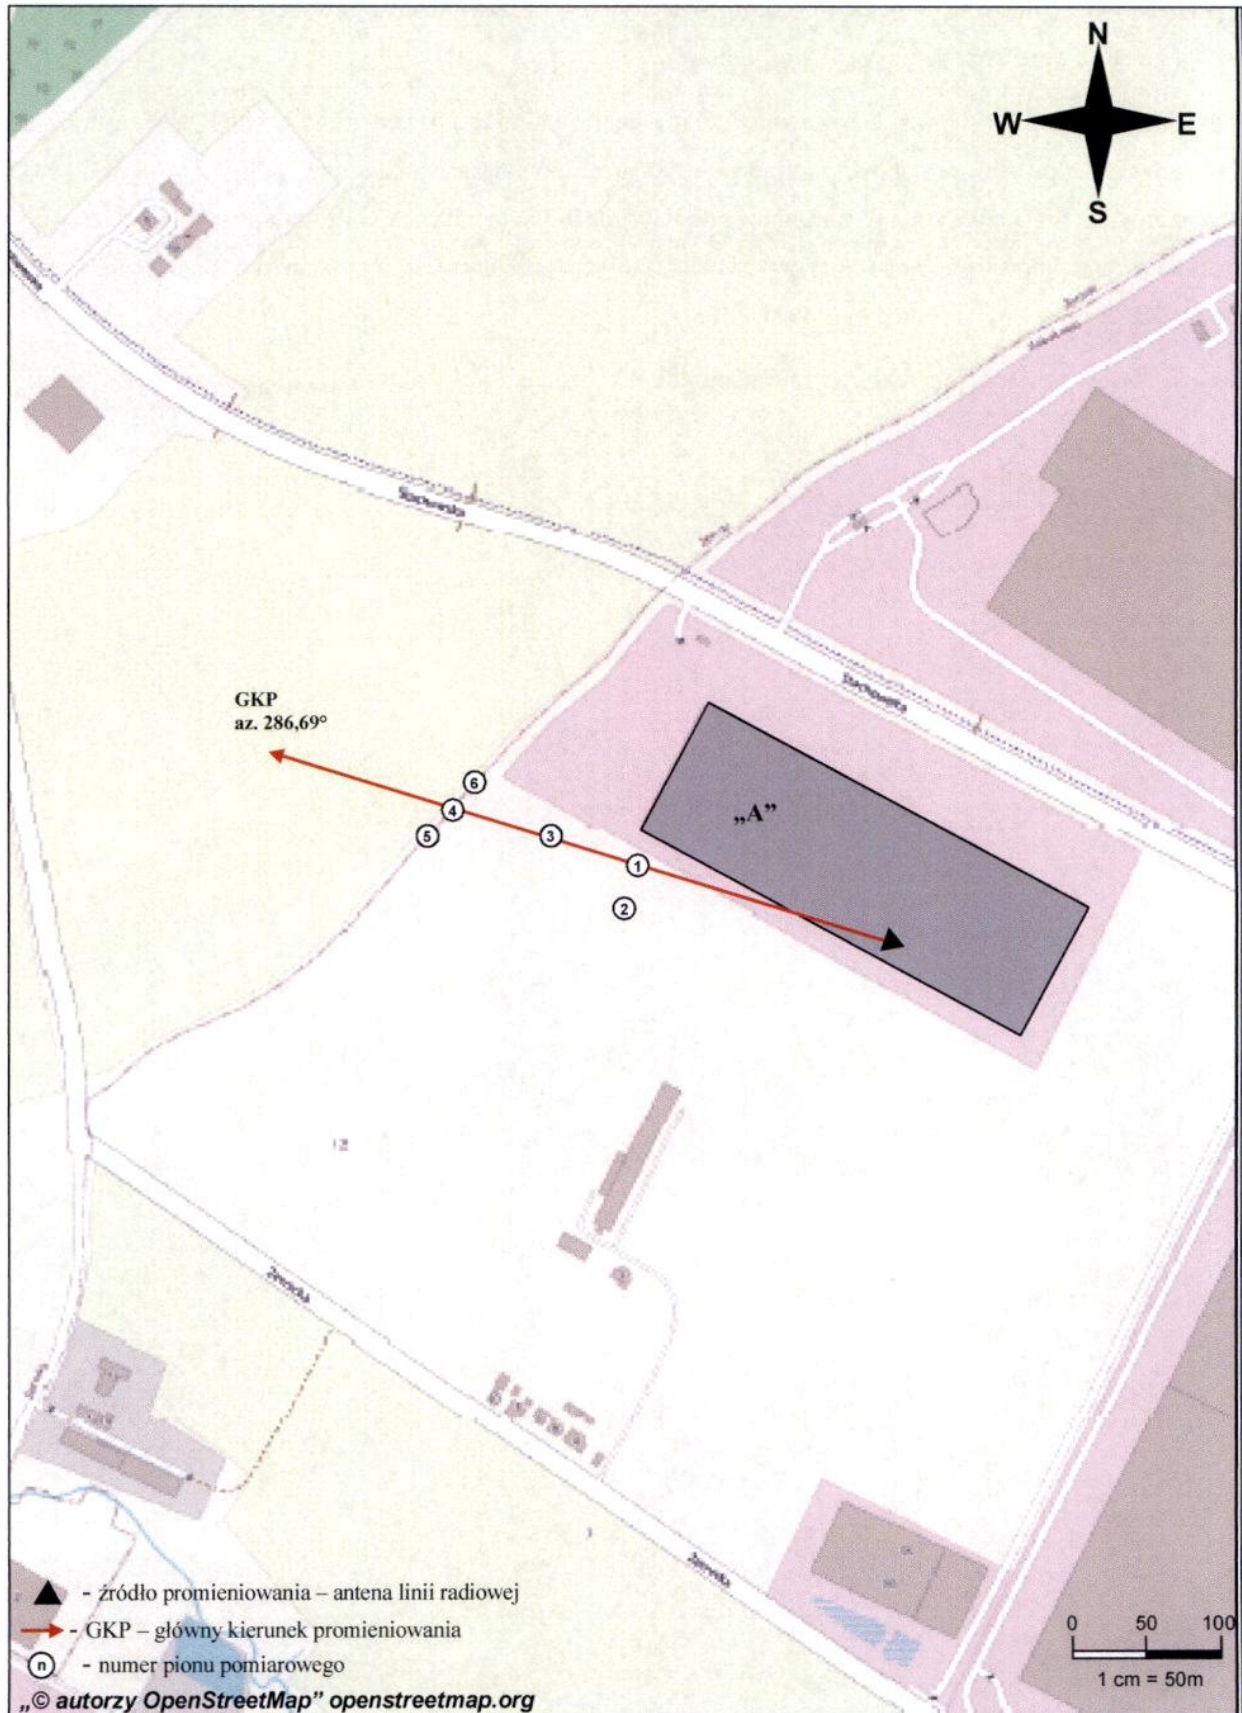 N
W E
S
Stachowska
GKP
az. 286,69°
Stachowska
6
4
5
3
1
2
„A”
Żerowska
Żerowska
- źródło promieniowania – antena linii radiowej
- GKP – główny kierunek promieniowania
n - numer pionu pomiarowego
„© autorzy OpenStreetMap” openstreetmap.org
0 50 100
1 cm = 50m